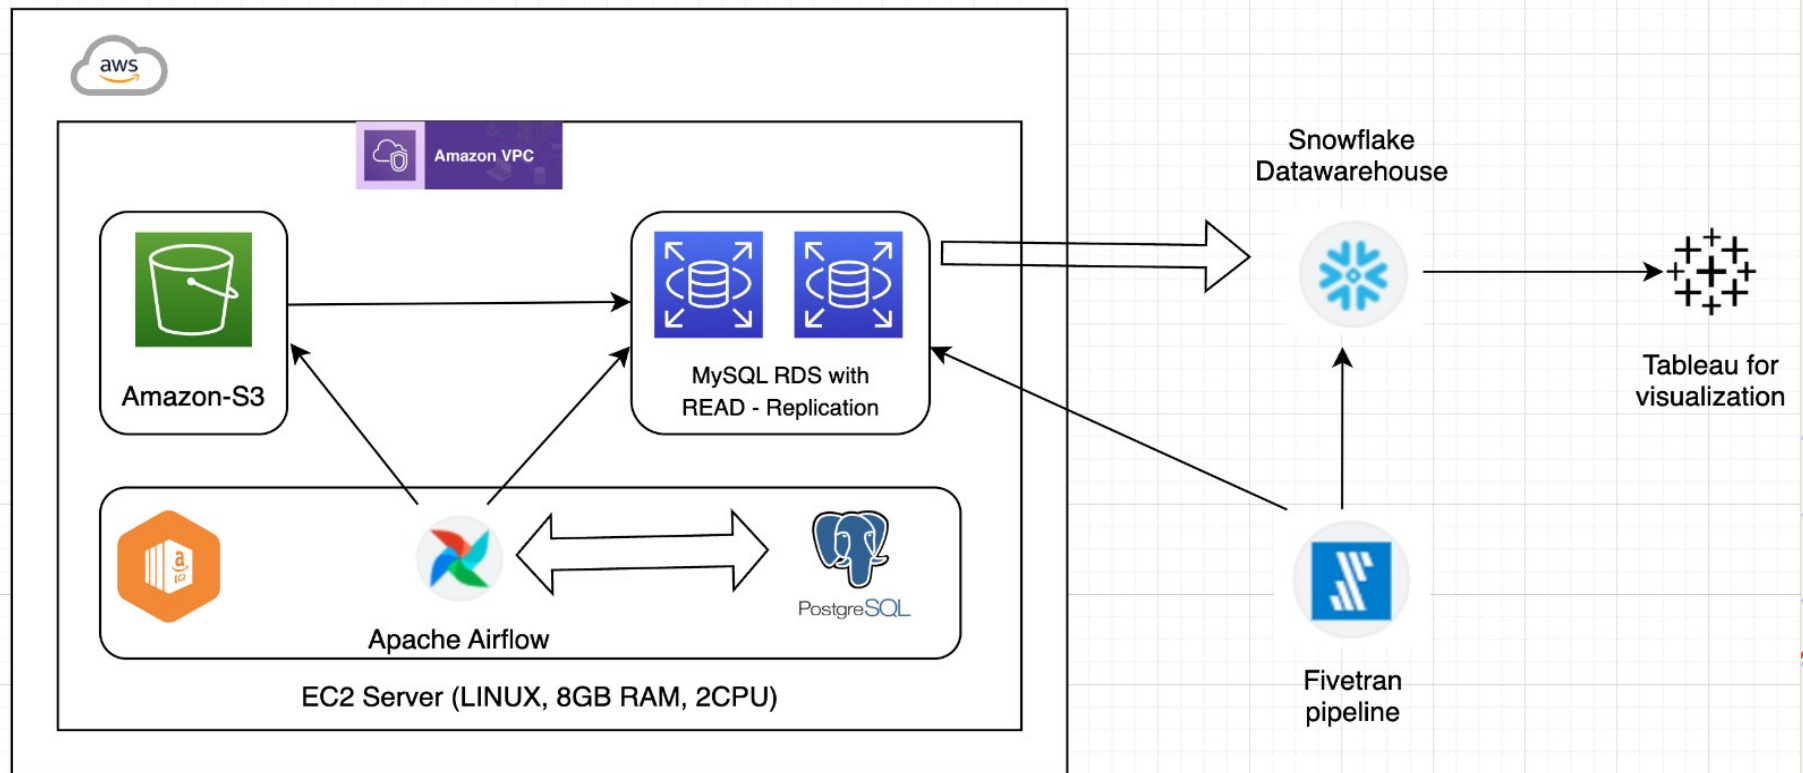 aws
Amazon VPC
Snowflake
Datawarehouse
Amazon-S3
MySQL RDS with
READ - Replication
Tableau for
visualization
a
EC2
PostgreSQL
Apache Airflow
EC2 Server (LINUX, 8GB RAM, 2CPU)
Fivetran
pipeline